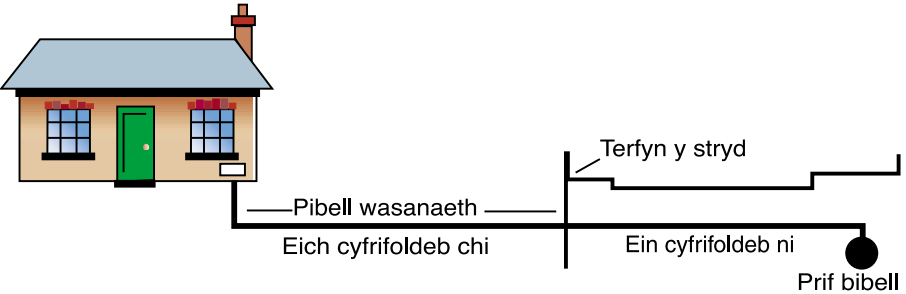 Terfyn y stryd
Pibell wasanaeth
Eich cyfrifoldeb chi
Ein cyfrifoldeb ni
Prif bibell